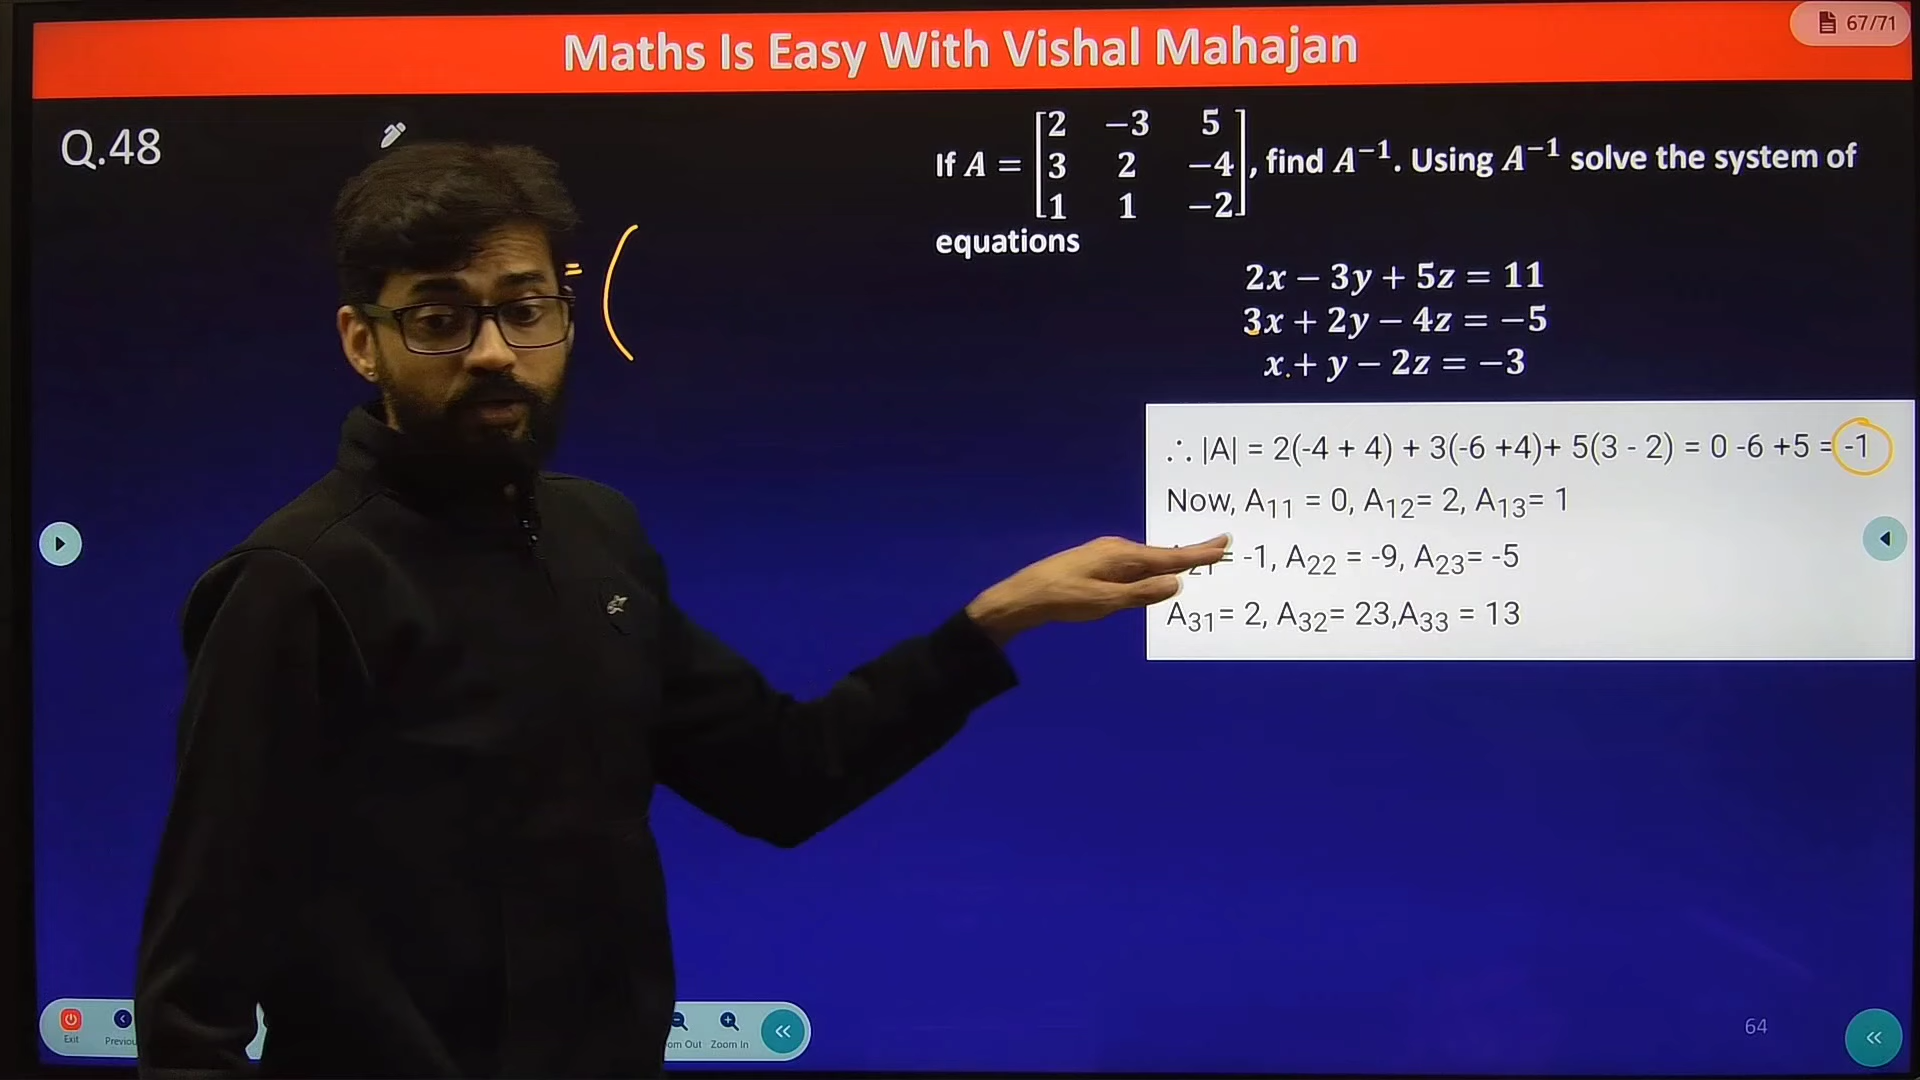 Maths Is Easy With Vishal Mahajan
67/71
Q.48
If A = [2 −3 5
3 2 −4
1 1 −2], find A⁻¹. Using A⁻¹ solve the system of
equations
= (
2x − 3y + 5z = 11
3x + 2y − 4z = −5
x + y − 2z = −3
∴ |A| = 2(-4 + 4) + 3(-6 +4)+ 5(3 - 2) = 0 -6 +5 = -1
Now, A₁₁ = 0, A₁₂= 2, A₁₃= 1
= -1, A₂₂ = -9, A₂₃= -5
A₃₁= 2, A₃₂= 23,A₃₃ = 13
64
Exit
Zoom In